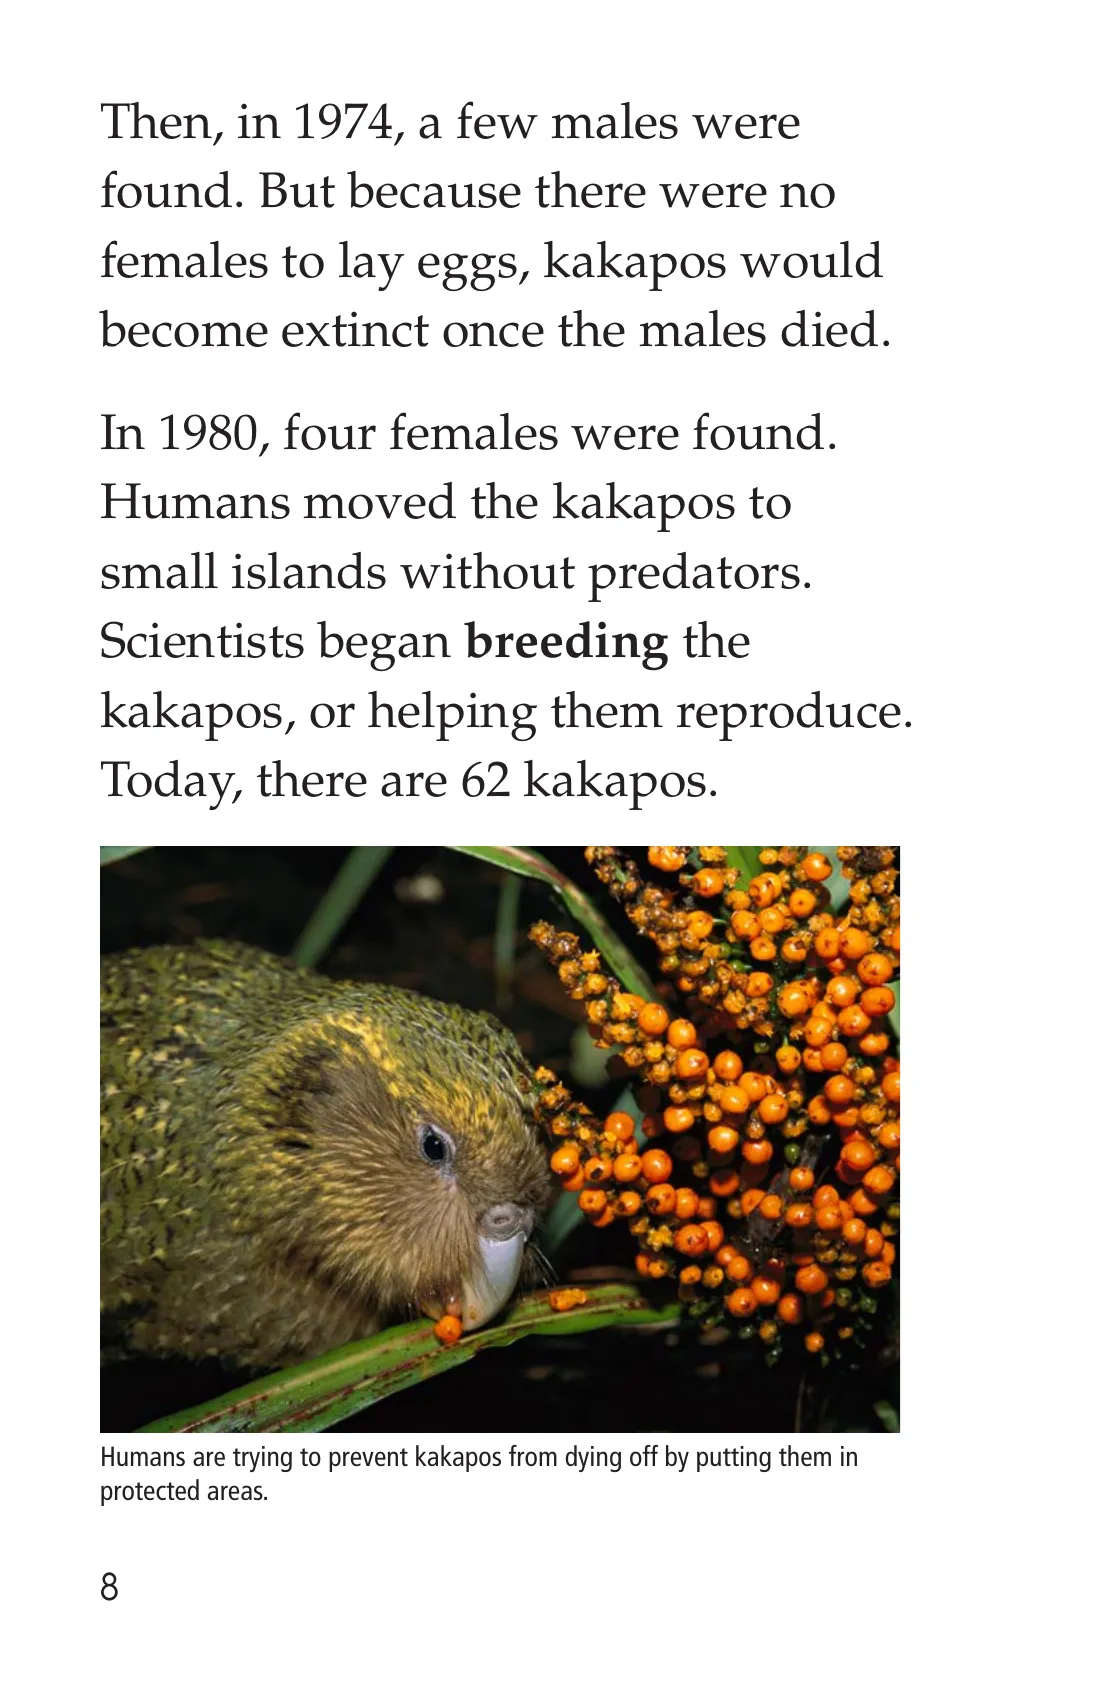 Then, in 1974, a few males were
found. But because there were no
females to lay eggs, kakapos would
become extinct once the males died.
In 1980, four females were found.
Humans moved the kakapos to
small islands without predators.
Scientists began breeding the
kakapos, or helping them reproduce.
Today, there are 62 kakapos.
Humans are trying to prevent kakapos from dying off by putting them in
protected areas.
8